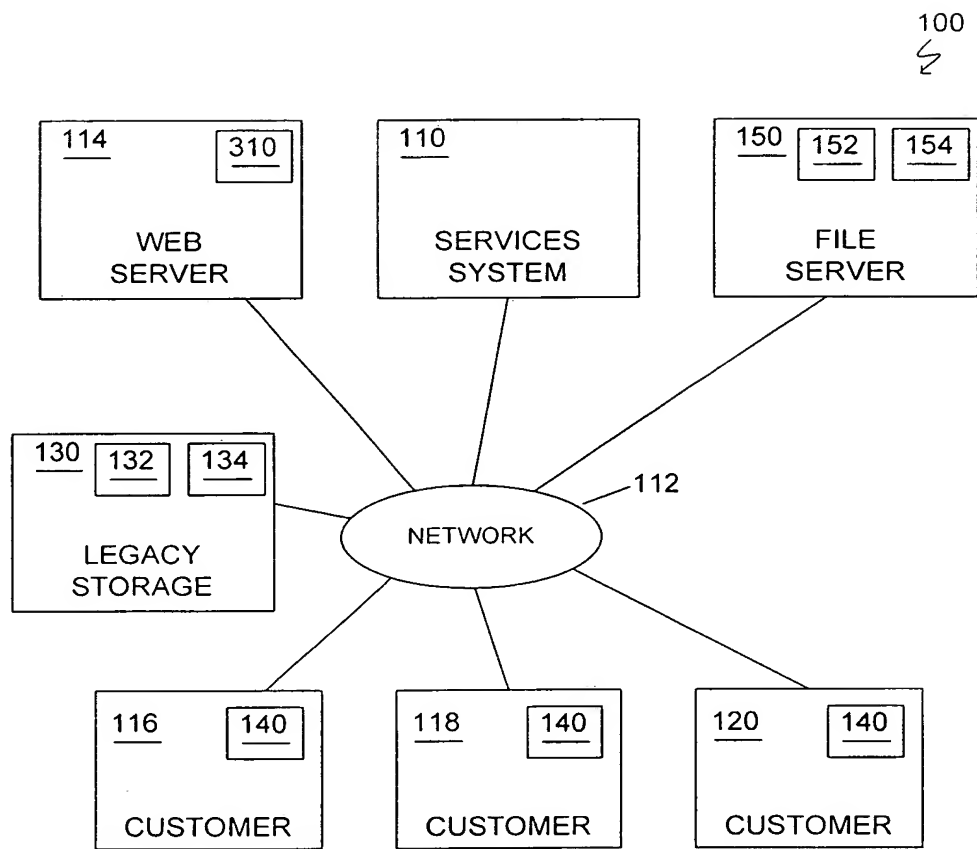 100
114 310
WEB
SERVER
110
SERVICES
SYSTEM
150 152 154
FILE
SERVER
130 132 134
LEGACY
STORAGE
NETWORK
112
116 140
CUSTOMER
118 140
CUSTOMER
120 140
CUSTOMER